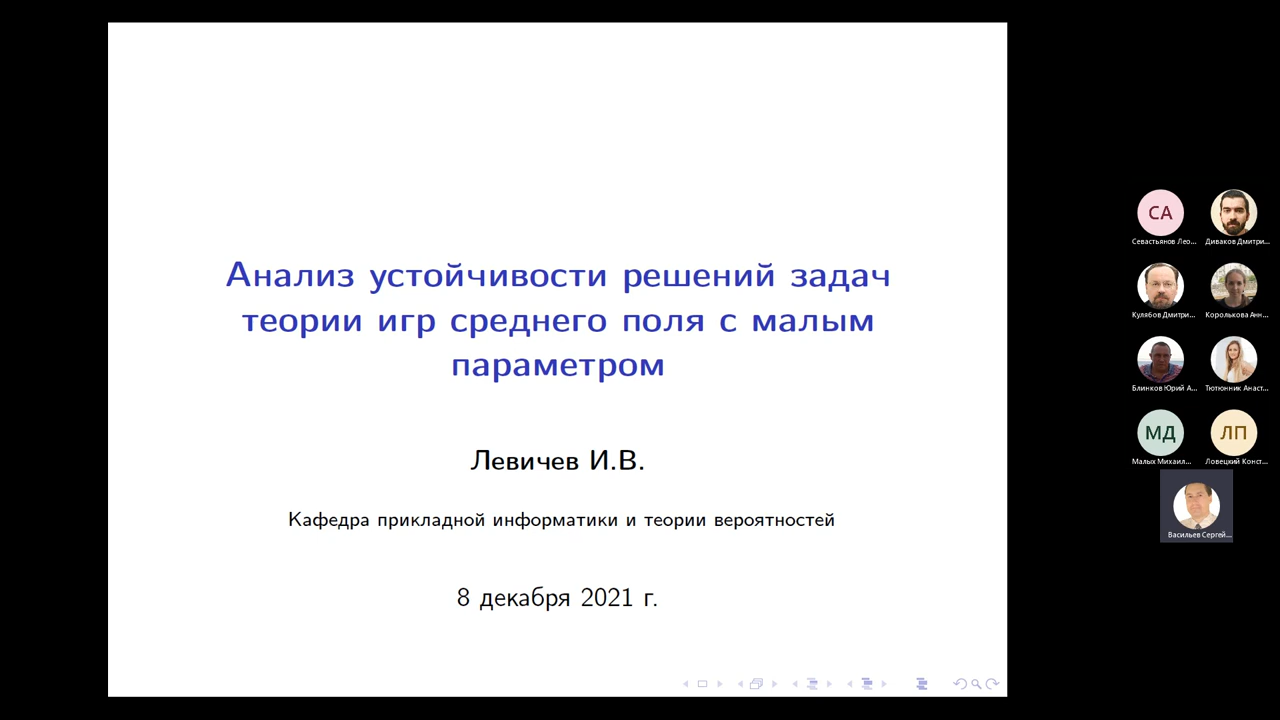 Анализ устойчивости решений задач
теории игр среднего поля с малым
параметром
Левичев И.В.
Кафедра прикладной информатики и теории вероятностей
8 декабря 2021 г.
СА
Севастьянов Лео...
Диваков Дмитри...
Кулябов Дмитри...
Королькова Анн...
Блинков Юрий А...
Тютюнник Анаст...
МД
ЛП
Малых Михаил...
Ловецкий Конст...
Васильев Сергей...